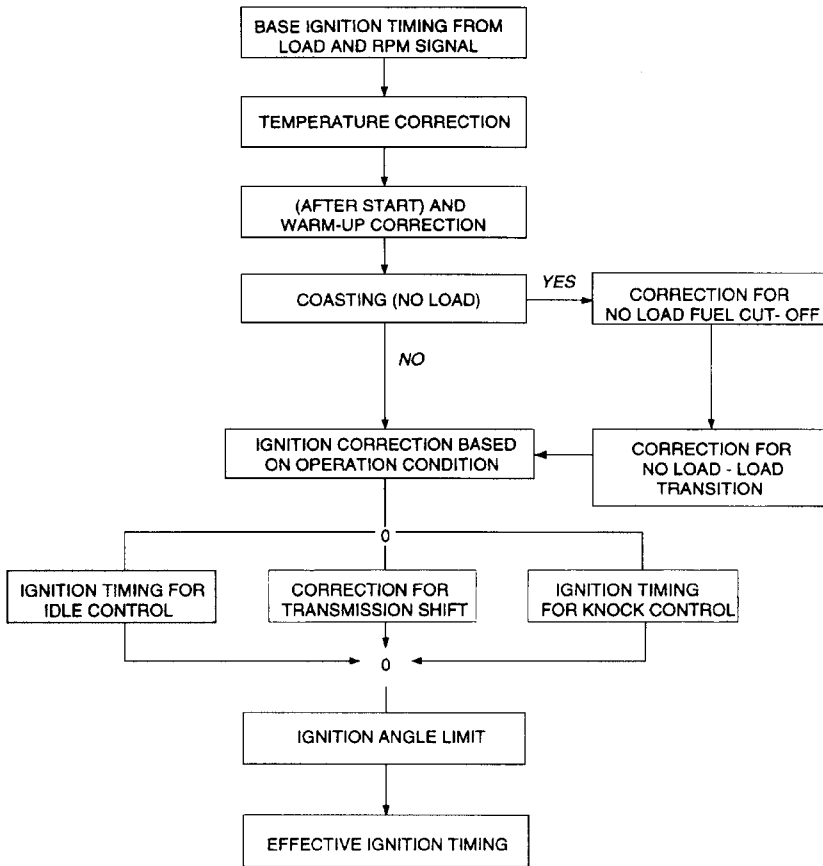 BASE IGNITION TIMING FROM
LOAD AND RPM SIGNAL
TEMPERATURE CORRECTION
(AFTER START) AND
WARM-UP CORRECTION
COASTING (NO LOAD)
YES
CORRECTION FOR
NO LOAD FUEL CUT- OFF
NO
IGNITION CORRECTION BASED
ON OPERATION CONDITION
CORRECTION FOR
NO LOAD - LOAD
TRANSITION
0
IGNITION TIMING FOR
IDLE CONTROL
CORRECTION FOR
TRANSMISSION SHIFT
IGNITION TIMING
FOR KNOCK CONTROL
0
IGNITION ANGLE LIMIT
EFFECTIVE IGNITION TIMING